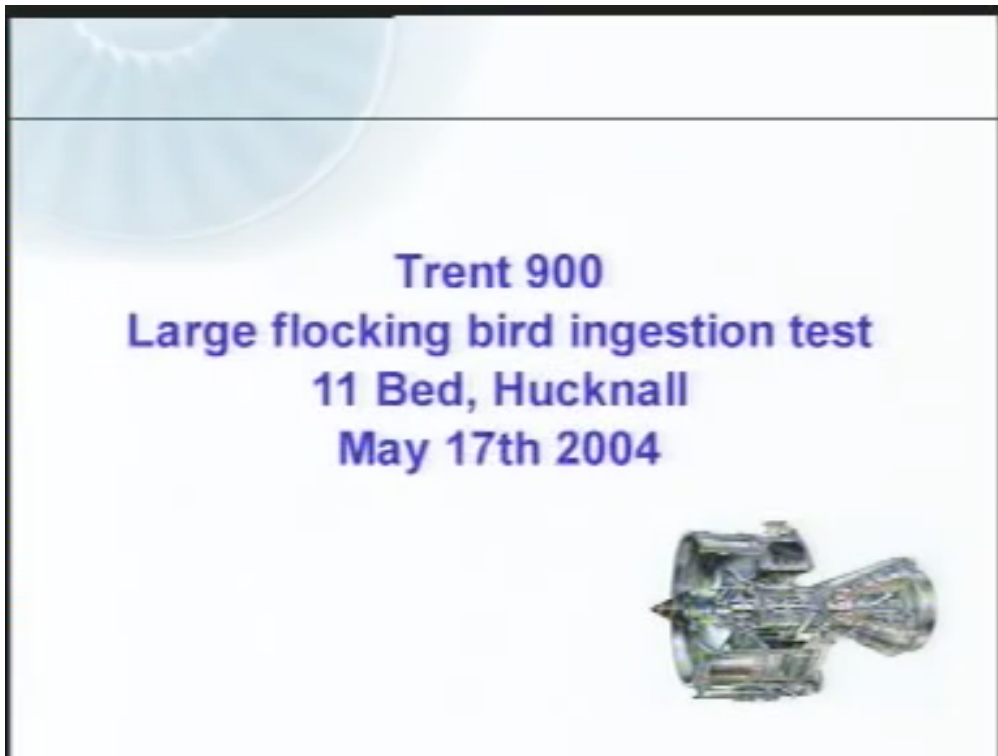 Trent 900
Large flocking bird ingestion test
11 Bed, Hucknall
May 17th 2004